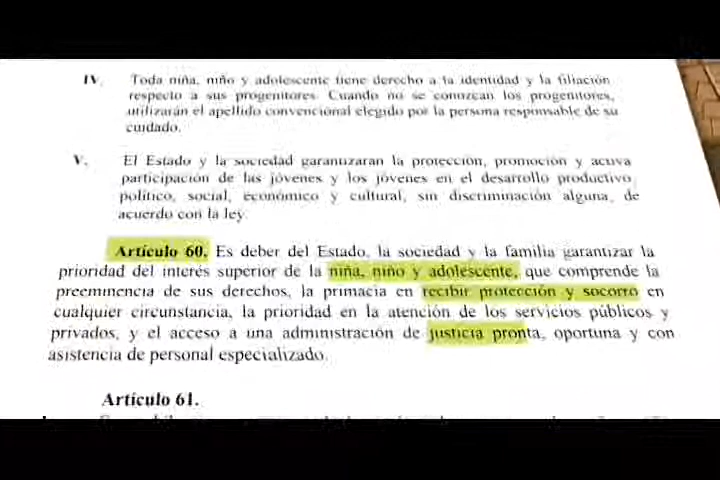 IV. Toda niña, niño y adolescente tiene derecho a la identidad y la filiación
respecto a sus progenitores. Cuando no se conozcan los progenitores,
utilizarán el apellido convencional elegido por la persona responsable de su
cuidado.
V. El Estado y la sociedad garantizarán la protección, promoción y activa
participación de las jóvenes y los jóvenes en el desarrollo productivo,
político, social, económico y cultural, sin discriminación alguna, de
acuerdo con la ley.
Artículo 60. Es deber del Estado, la sociedad y la familia garantizar la
prioridad del interés superior de la niña, niño y adolescente, que comprende la
preeminencia de sus derechos, la primacía en recibir protección y socorro en
cualquier circunstancia, la prioridad en la atención de los servicios públicos y
privados, y el acceso a una administración de justicia pronta, oportuna y con
asistencia de personal especializado.
Artículo 61.